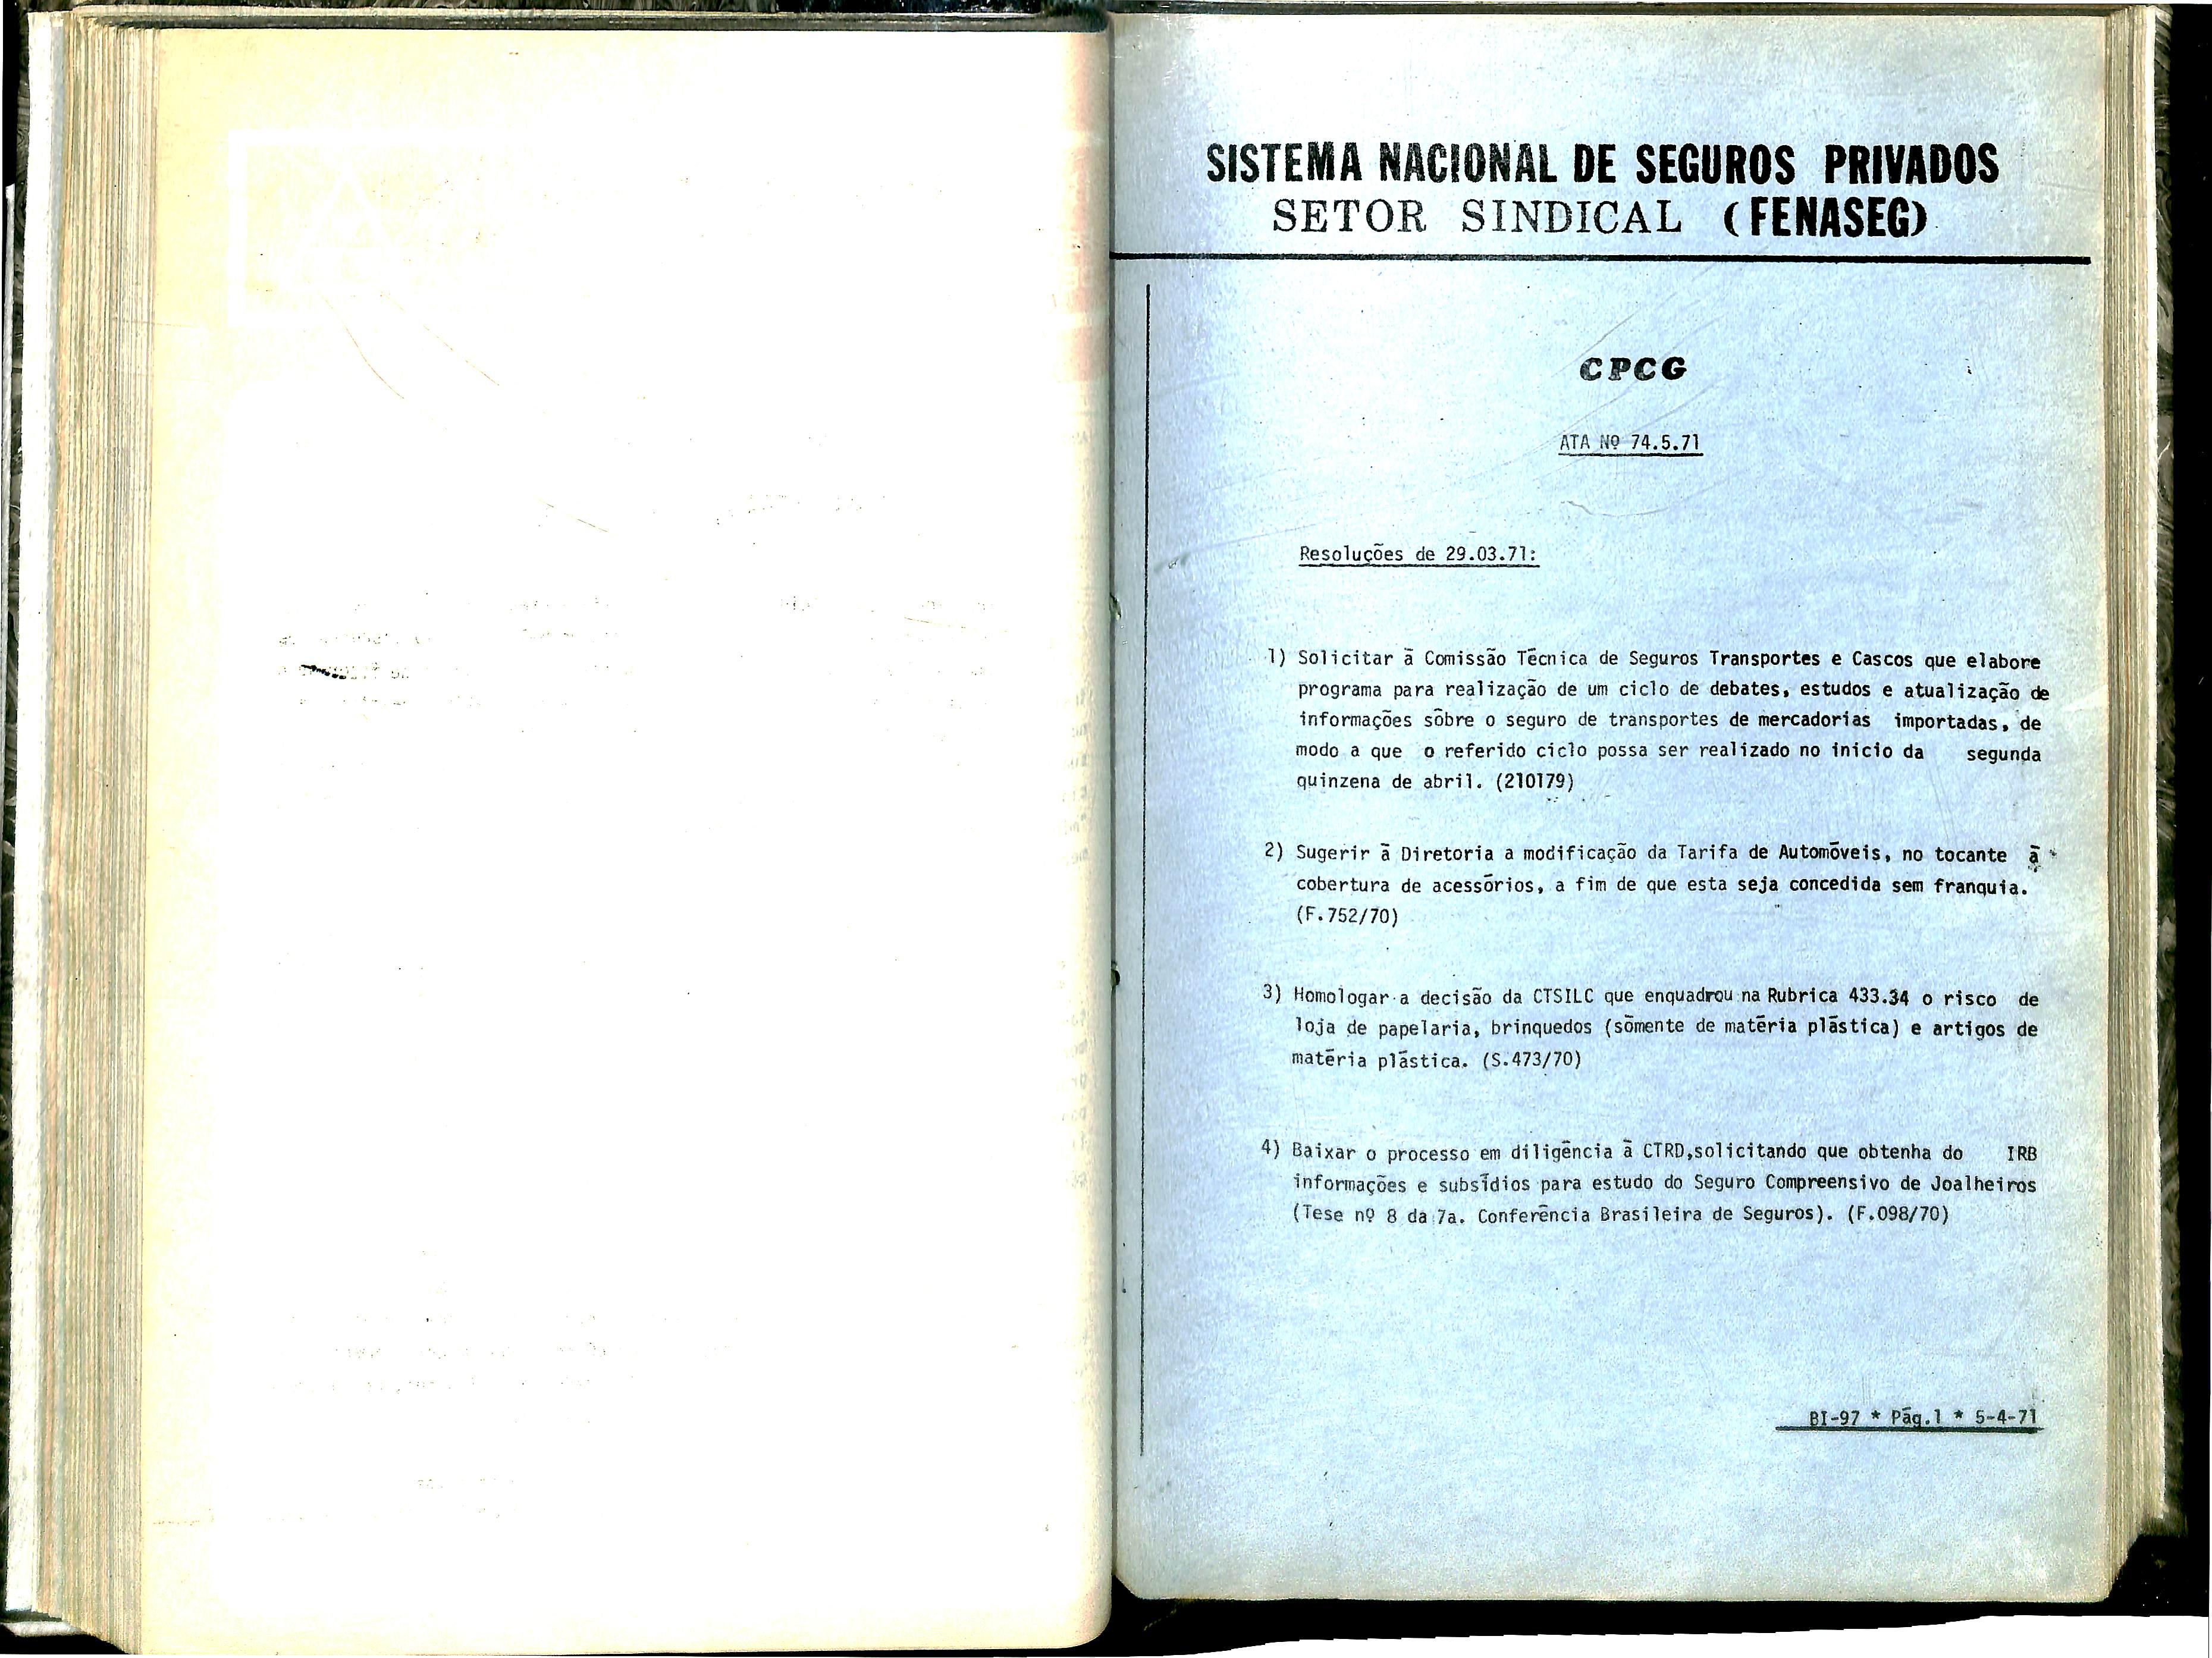 SISTEMA NACIONAL DE SEGUROS PRIVADOS
SETOR SINDICAL (FENASEG)
CPCG
ATA Nº 74.5.71
Resoluções de 29.03.71:
1) Solicitar à Comissão Técnica de Seguros Transportes e Cascos que elabore
programa para realização de um ciclo de debates, estudos e atualização de
informações sôbre o seguro de transportes de mercadorias importadas, de
modo a que o referido ciclo possa ser realizado no inicio da segunda
quinzena de abril. (210179)
2) Sugerir à Diretoria a modificação da Tarifa de Automóveis, no tocante à
cobertura de acessórios, a fim de que esta seja concedida sem franquia.
(F.752/70)
3) Homologar a decisão da CTSILC que enquadrou na Rubrica 433.34 o risco de
loja de papelaria, brinquedos (sòmente de matéria plástica) e artigos de
matéria plástica. (S.473/70)
4) Baixar o processo em diligência à CTRD,solicitando que obtenha do IRB
informações e subsídios para estudo do Seguro Compreensivo de Joalheiros
(Tese nº 8 da 7a. Conferência Brasileira de Seguros). (F.098/70)
BI-97 * Pág.1 * 5-4-71